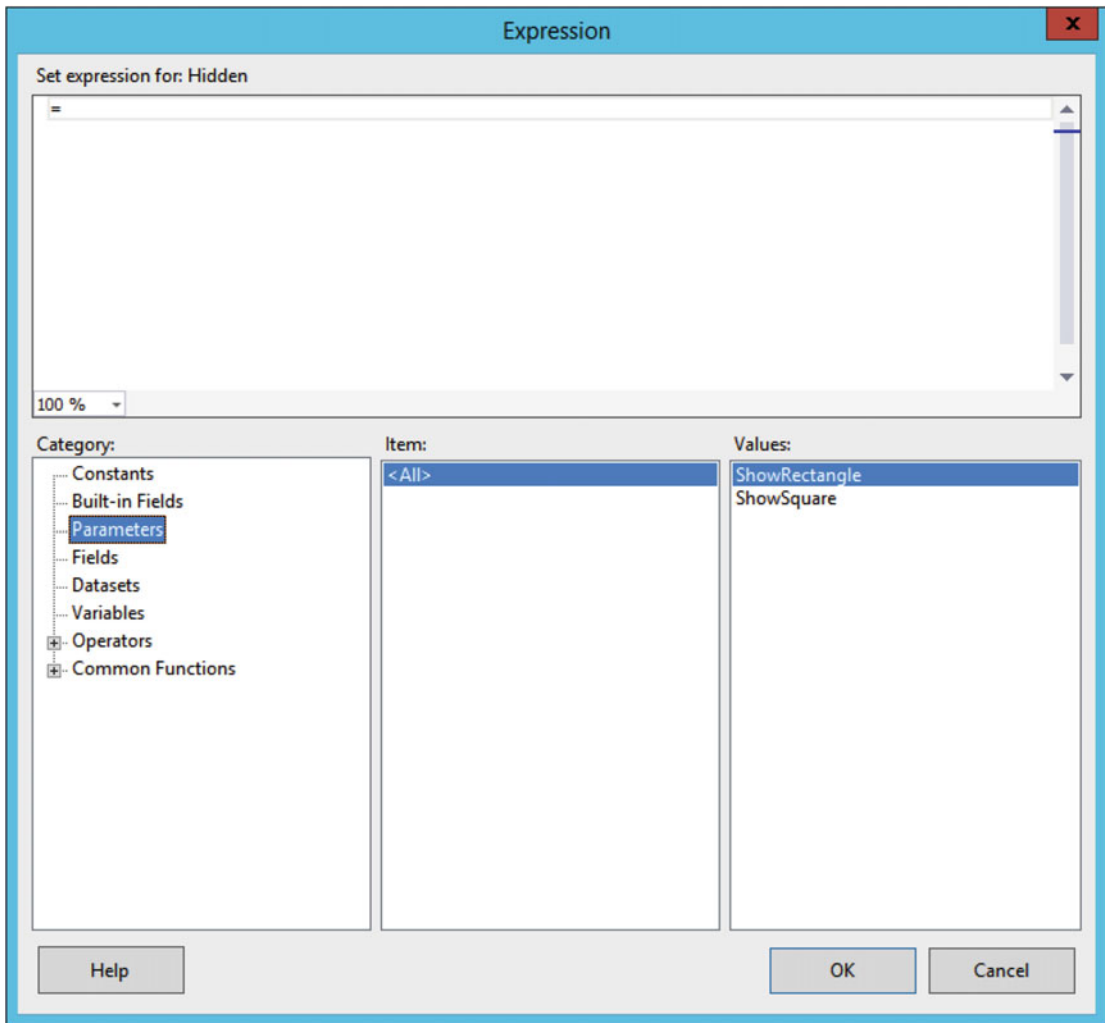 Expression
x
Set expression for: Hidden
=
100 %
Category:
Item:
Values:
Constants
Built-in Fields
Parameters
Fields
Datasets
Variables
Operators
Common Functions
<All>
ShowRectangle
ShowSquare
Help
OK
Cancel